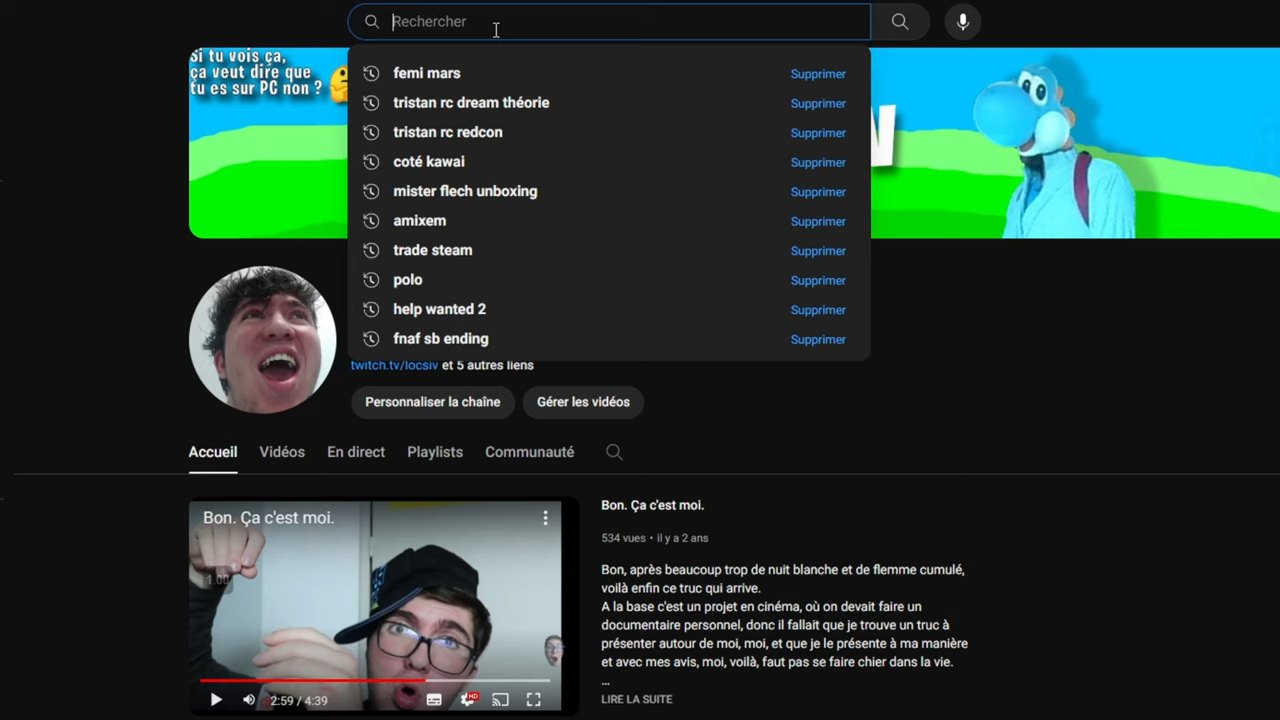 Rechercher
Si tu vois ça,
ça veut dire que
tu es sur PC non ?
N
femi mars Supprimer
tristan rc dream théorie Supprimer
tristan rc redcon Supprimer
coté kawai Supprimer
mister flech unboxing Supprimer
amixem Supprimer
trade steam Supprimer
polo Supprimer
help wanted 2 Supprimer
fnaf sb ending Supprimer
twitch.tv/locsiv et 5 autres liens
Personnaliser la chaîne Gérer les vidéos
Accueil Vidéos En direct Playlists Communauté
Bon. Ça c'est moi.
1.00
HD
2:59 / 4:39
Bon. Ça c'est moi.
534 vues • il y a 2 ans
Bon, après beaucoup trop de nuit blanche et de flemme cumulé,
voilà enfin ce truc qui arrive.
A la base c'est un projet en cinéma, où on devait faire un
documentaire personnel, donc il fallait que je trouve un truc à
présenter autour de moi, moi, et que je le présente à ma manière
et avec mes avis, moi, voilà, faut pas se faire chier dans la vie.
...
LIRE LA SUITE